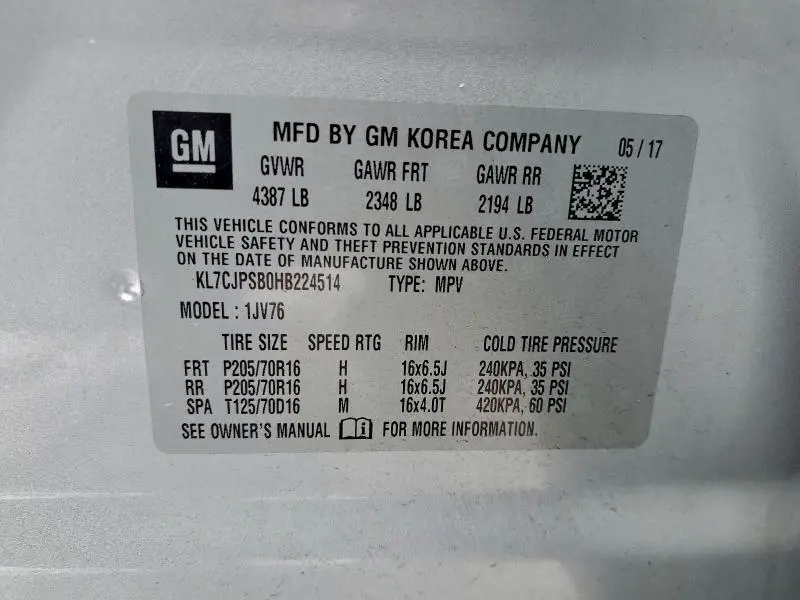 GM MFD BY GM KOREA COMPANY 05/17
GVWR GAWR FRT GAWR RR
4387 LB 2348 LB 2194 LB
THIS VEHICLE CONFORMS TO ALL APPLICABLE U.S. FEDERAL MOTOR
VEHICLE SAFETY AND THEFT PREVENTION STANDARDS IN EFFECT
ON THE DATE OF MANUFACTURE SHOWN ABOVE.
KL7CJPSB0HB224514 TYPE: MPV
MODEL : 1JV76
TIRE SIZE SPEED RTG RIM COLD TIRE PRESSURE
FRT P205/70R16 H 16x6.5J 240KPA, 35 PSI
RR P205/70R16 H 16x6.5J 240KPA, 35 PSI
SPA T125/70D16 M 16x4.0T 420KPA, 60 PSI
SEE OWNER'S MANUAL i FOR MORE INFORMATION.